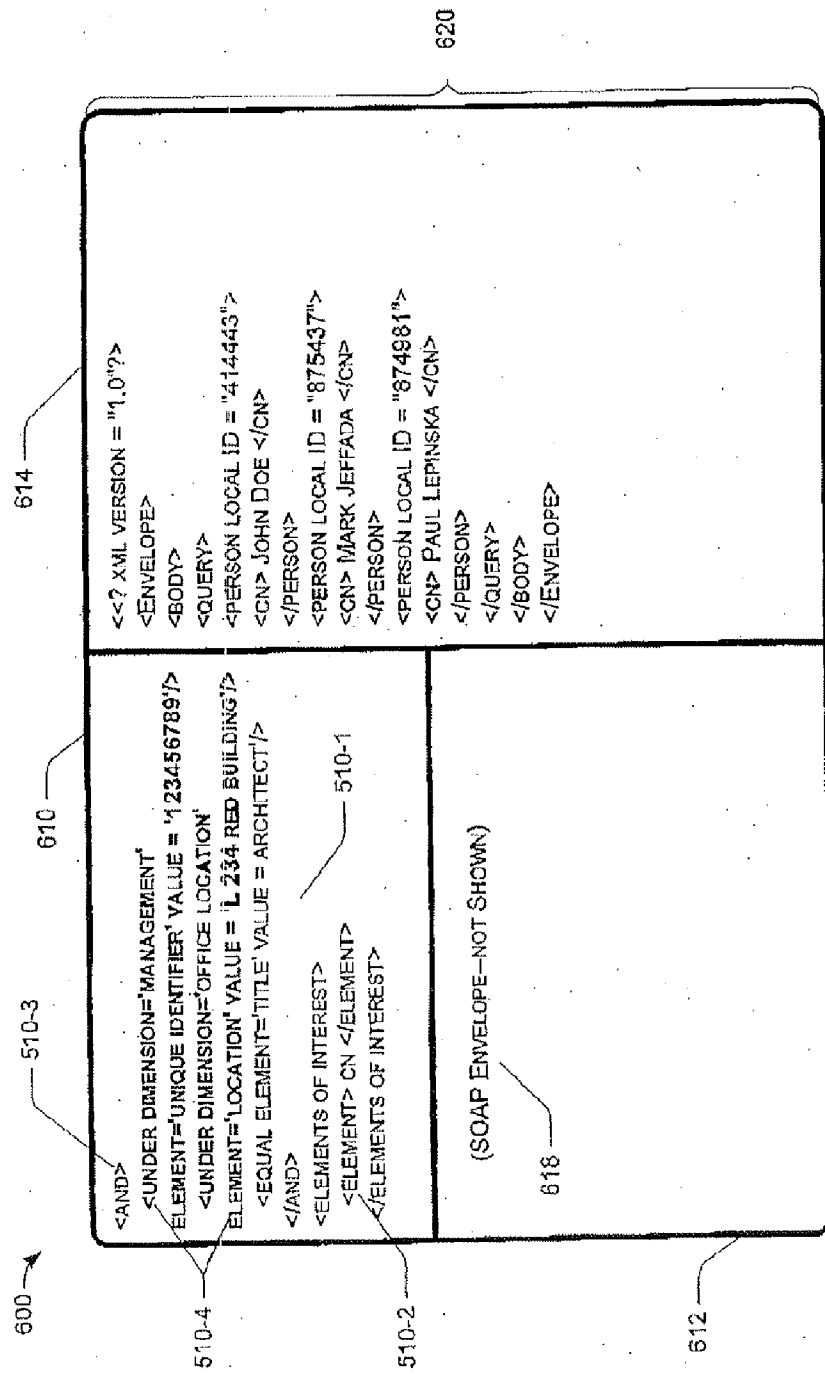 600
510-3
610
614
<AND>
<UNDER DIMENSION='MANAGEMENT'
ELEMENT='UNIQUE IDENTIFIER' VALUE = '123456789'/>
<UNDER DIMENSION='OFFICE LOCATION'
ELEMENT='LOCATION' VALUE = 'L 234 RED BUILDING'/>
<EQUAL ELEMENT='TITLE' VALUE = ARCHITECT'/>
</AND>
<ELEMENTS OF INTEREST>
<ELEMENT> CN </ELEMENT>
</ELEMENTS OF INTEREST>
510-4
510-1
510-2
<<? XML VERSION = "1.0"?>
<ENVELOPE>
<BODY>
<QUERY>
<PERSON LOCAL ID = "414443">
<CN> JOHN DOE </CN>
</PERSON>
<PERSON LOCAL ID = "875437">
<CN> MARK JEFFADA </CN>
</PERSON>
<PERSON LOCAL ID = "874981">
<CN> PAUL LEPINSKA </CN>
</PERSON>
</QUERY>
</BODY>
</ENVELOPE>
(SOAP ENVELOPE—NOT SHOWN)
618
612
620